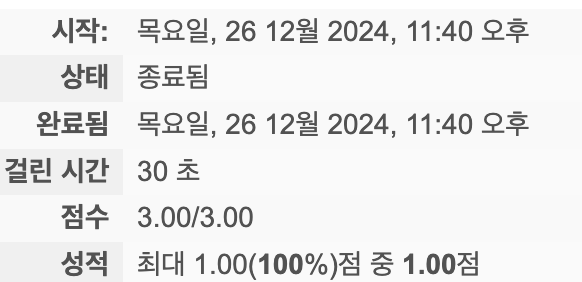 시작: 목요일, 26 12월 2024, 11:40 오후
상태 종료됨
완료됨 목요일, 26 12월 2024, 11:40 오후
걸린 시간 30 초
점수 3.00/3.00
성적 최대 1.00(100%)점 중 1.00점